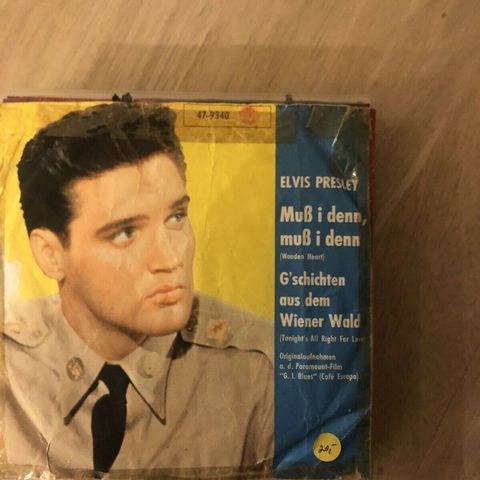 47-9340
ELVIS PRESLEY
Muß i denn,
muß i denn
(Wooden Heart)
G'schichten
aus dem
Wiener Wald
(Tonight's All Right For Love)
Originalaufnahmen
a. d. Paramount-Film
"G. I. Blues" (Café Europa)
20,-